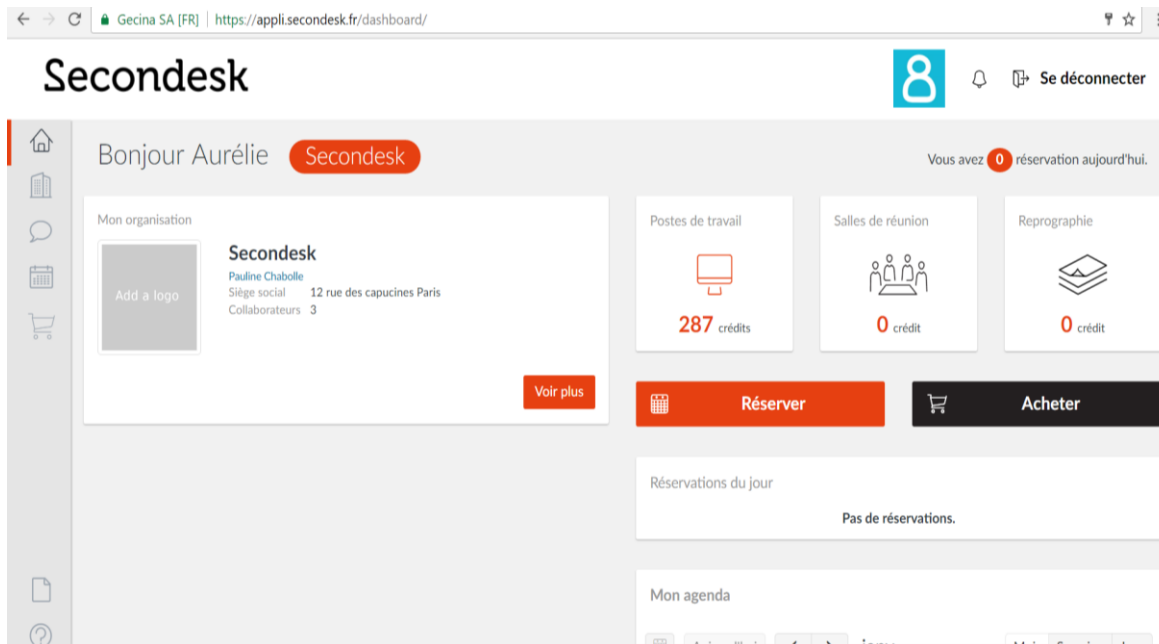 Gecina SA [FR] https://appli.secondesk.fr/dashboard/
Secondesk
Se déconnecter
Bonjour Aurélie Secondesk
Vous avez 0 réservation aujourd'hui.
Mon organisation
Add a logo
Secondesk
Pauline Chabolle
Siège social 12 rue des capucines Paris
Collaborateurs 3
Voir plus
Postes de travail
287 crédits
Salles de réunion
0 crédit
Reprographie
0 crédit
Réserver
Acheter
Réservations du jour
Pas de réservations.
Mon agenda